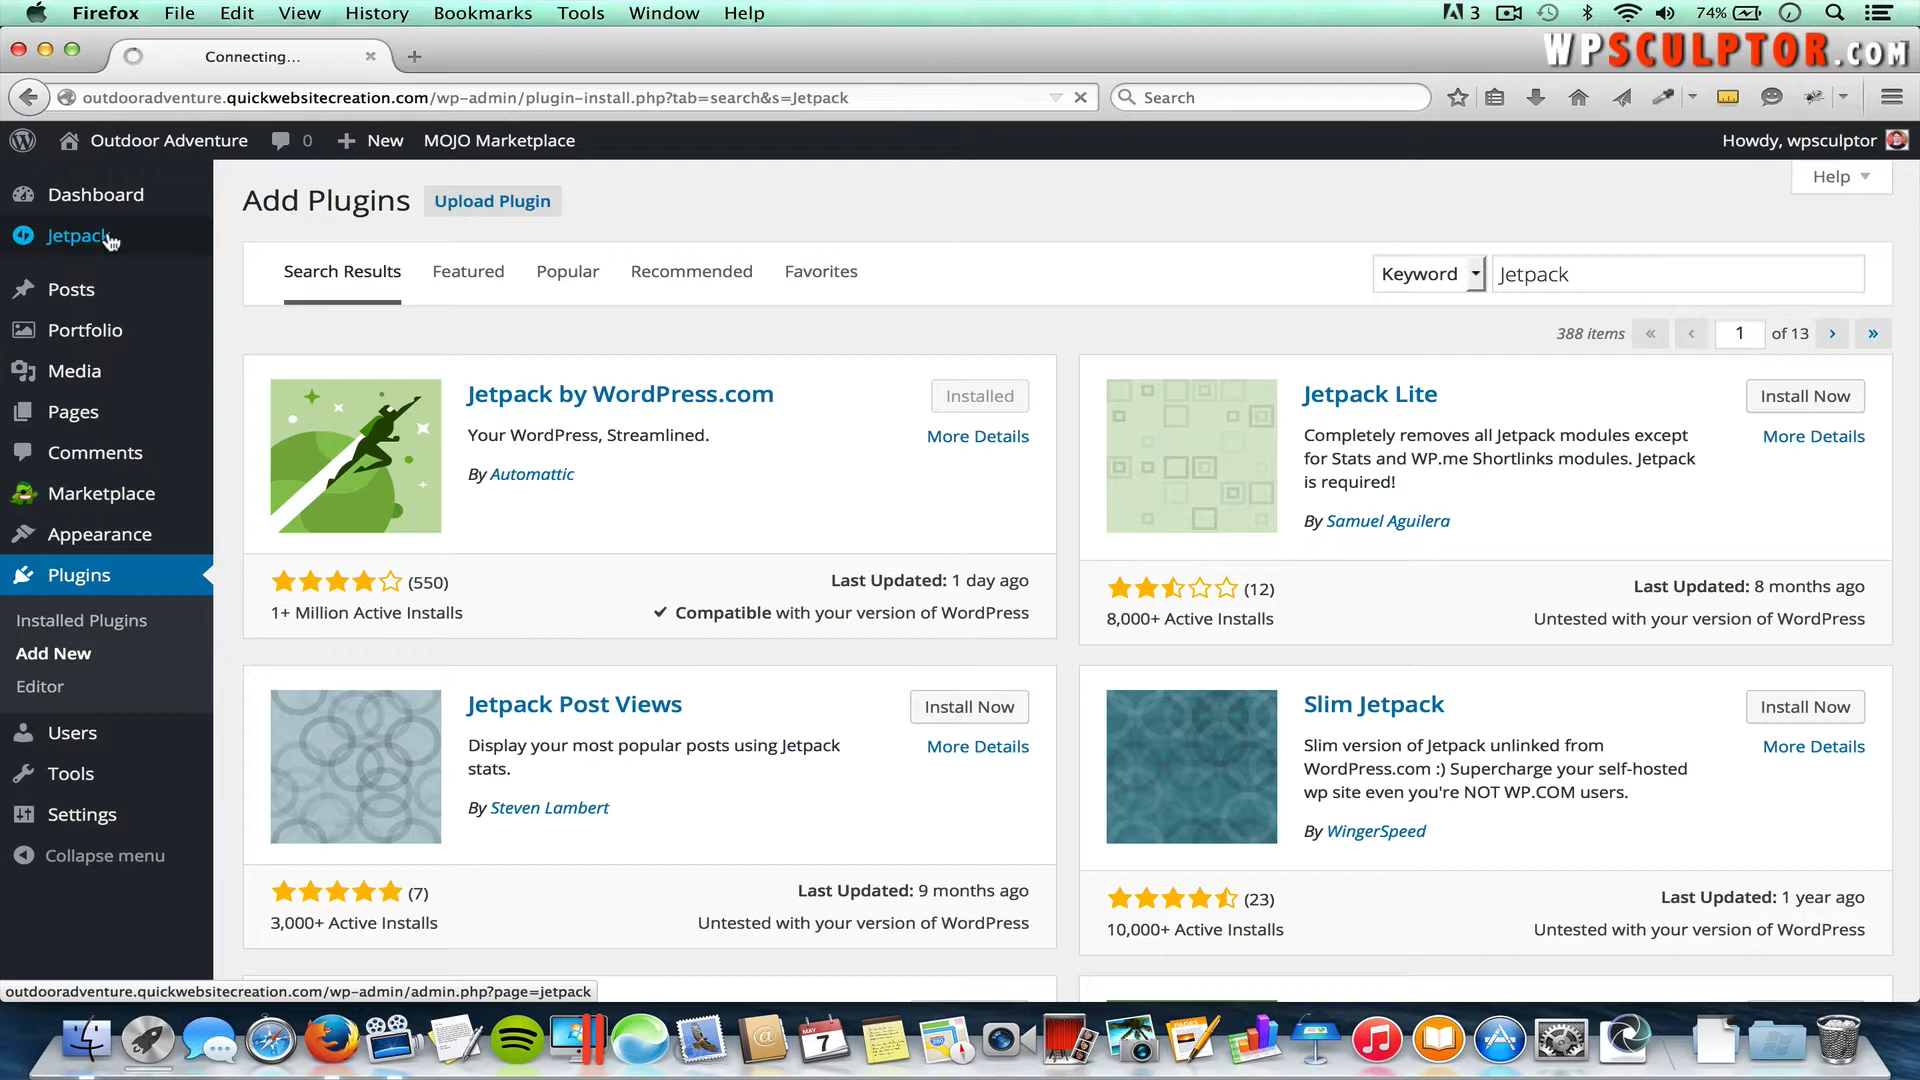 Firefox File Edit View History Bookmarks Tools Window Help 3 74%
WPSCULPTOR.COM
Connecting...
outdooradventure.quickwebsitecreation.com/wp-admin/plugin-install.php?tab=search&s=Jetpack Search
Outdoor Adventure 0 New MOJO Marketplace Howdy, wpsculptor
Help
Dashboard
Jetpack
Posts
Portfolio
Media
Pages
Comments
Marketplace
Appearance
Plugins
Installed Plugins
Add New
Editor
Users
Tools
Settings
Collapse menu
Add Plugins Upload Plugin
Search Results Featured Popular Recommended Favorites Keyword Jetpack
388 items « ‹ 1 of 13 › »
Jetpack by WordPress.com Installed
Your WordPress, Streamlined. More Details
By Automattic
(550) Last Updated: 1 day ago
1+ Million Active Installs Compatible with your version of WordPress
Jetpack Lite Install Now
Completely removes all Jetpack modules except More Details
for Stats and WP.me Shortlinks modules. Jetpack
is required!
By Samuel Aguilera
(12) Last Updated: 8 months ago
8,000+ Active Installs Untested with your version of WordPress
Jetpack Post Views Install Now
Display your most popular posts using Jetpack More Details
stats.
By Steven Lambert
(7) Last Updated: 9 months ago
3,000+ Active Installs Untested with your version of WordPress
Slim Jetpack Install Now
Slim version of Jetpack unlinked from More Details
WordPress.com :) Supercharge your self-hosted
wp site even you're NOT WP.COM users.
By WingerSpeed
(23) Last Updated: 1 year ago
10,000+ Active Installs Untested with your version of WordPress
outdooradventure.quickwebsitecreation.com/wp-admin/admin.php?page=jetpack
MAY
7